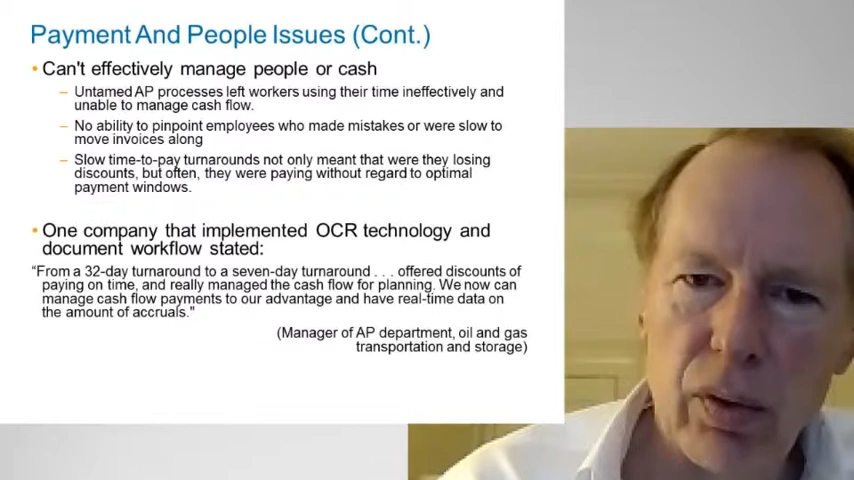 Payment And People Issues (Cont.)
• Can't effectively manage people or cash
– Untamed AP processes left workers using their time ineffectively and
unable to manage cash flow.
– No ability to pinpoint employees who made mistakes or were slow to
move invoices along
– Slow time-to-pay turnarounds not only meant that were they losing
discounts, but often, they were paying without regard to optimal
payment windows.
• One company that implemented OCR technology and
document workflow stated:
“From a 32-day turnaround to a seven-day turnaround . . . offered discounts of
paying on time, and really managed the cash flow for planning. We now can
manage cash flow payments to our advantage and have real-time data on
the amount of accruals."
(Manager of AP department, oil and gas
transportation and storage)